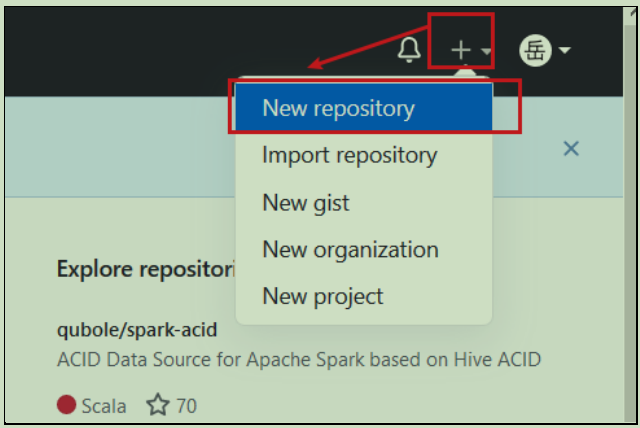 岳
New repository
Import repository
New gist
New organization
New project
Explore repositori
qubole/spark-acid
ACID Data Source for Apache Spark based on Hive ACID
Scala 70